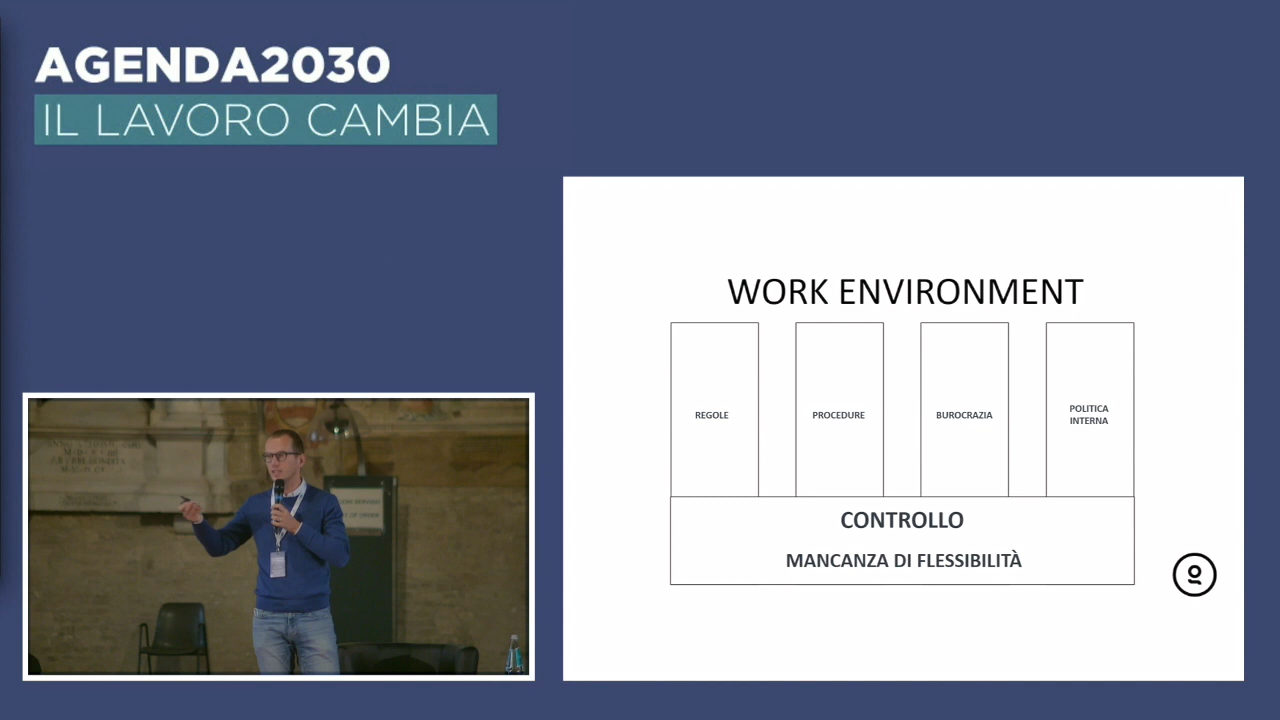 AGENDA2030
IL LAVORO CAMBIA
WORK ENVIRONMENT
REGOLE
PROCEDURE
BUROCRAZIA
POLITICA
INTERNA
CONTROLLO
MANCANZA DI FLESSIBILITÀ